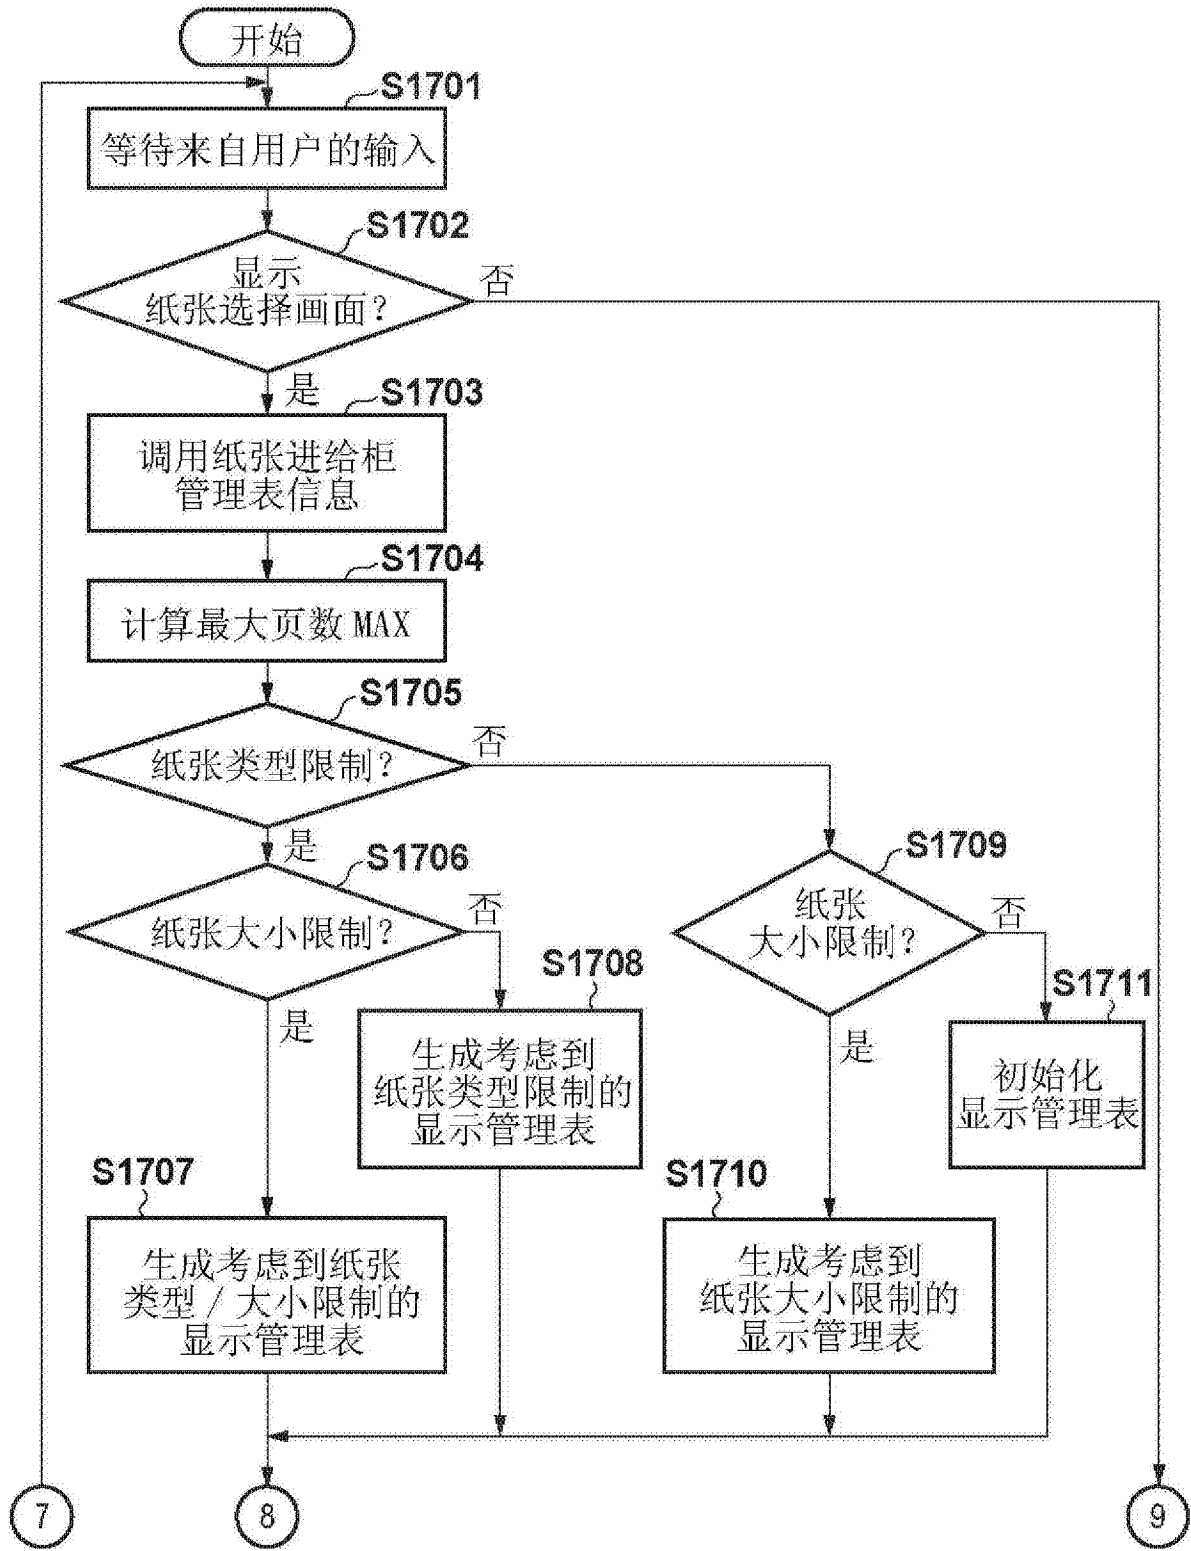 开始
S1701
等待来自用户的输入
S1702
显示
纸张选择画面?
否
是
S1703
调用纸张进给柜
管理表信息
S1704
计算最大页数 MAX
S1705
纸张类型限制?
否
是
S1706
纸张大小限制?
否
是
S1709
纸张
大小限制?
否
是
S1708
生成考虑到
纸张类型限制的
显示管理表
S1711
初始化
显示管理表
S1707
生成考虑到纸张
类型/大小限制的
显示管理表
S1710
生成考虑到
纸张大小限制的
显示管理表
7
8
9